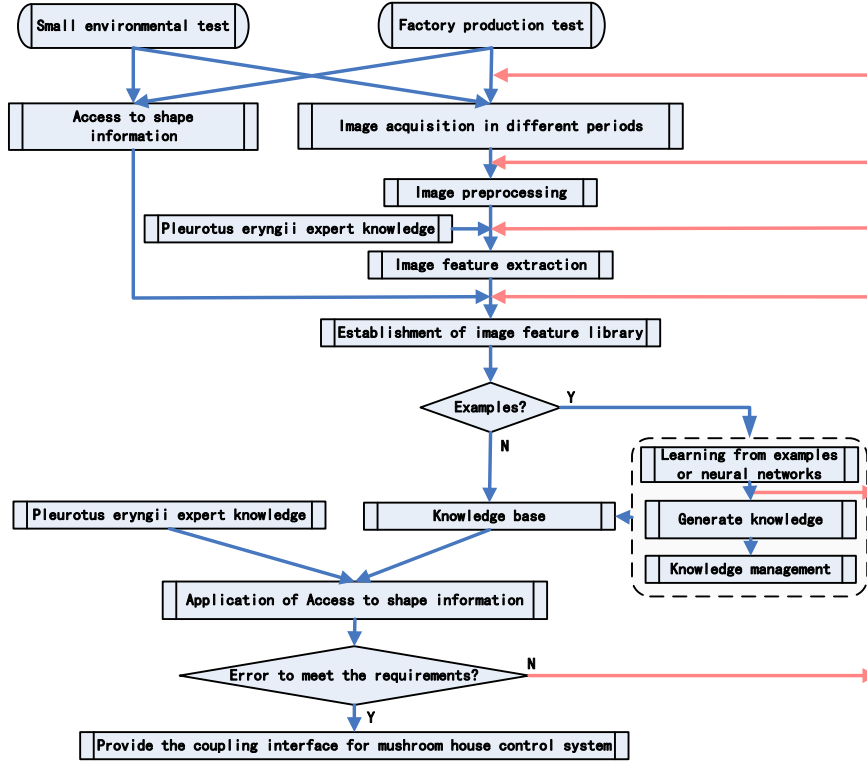 Small environmental test
Factory production test
Access to shape
information
Image acquisition in different periods
Image preprocessing
Pleurotus eryngii expert knowledge
Image feature extraction
Establishment of image feature library
Examples?
Y
N
Learning from examples
or neural networks
Pleurotus eryngii expert knowledge
Knowledge base
Generate knowledge
Knowledge management
Application of Access to shape information
Error to meet the requirements?
N
Y
Provide the coupling interface for mushroom house control system